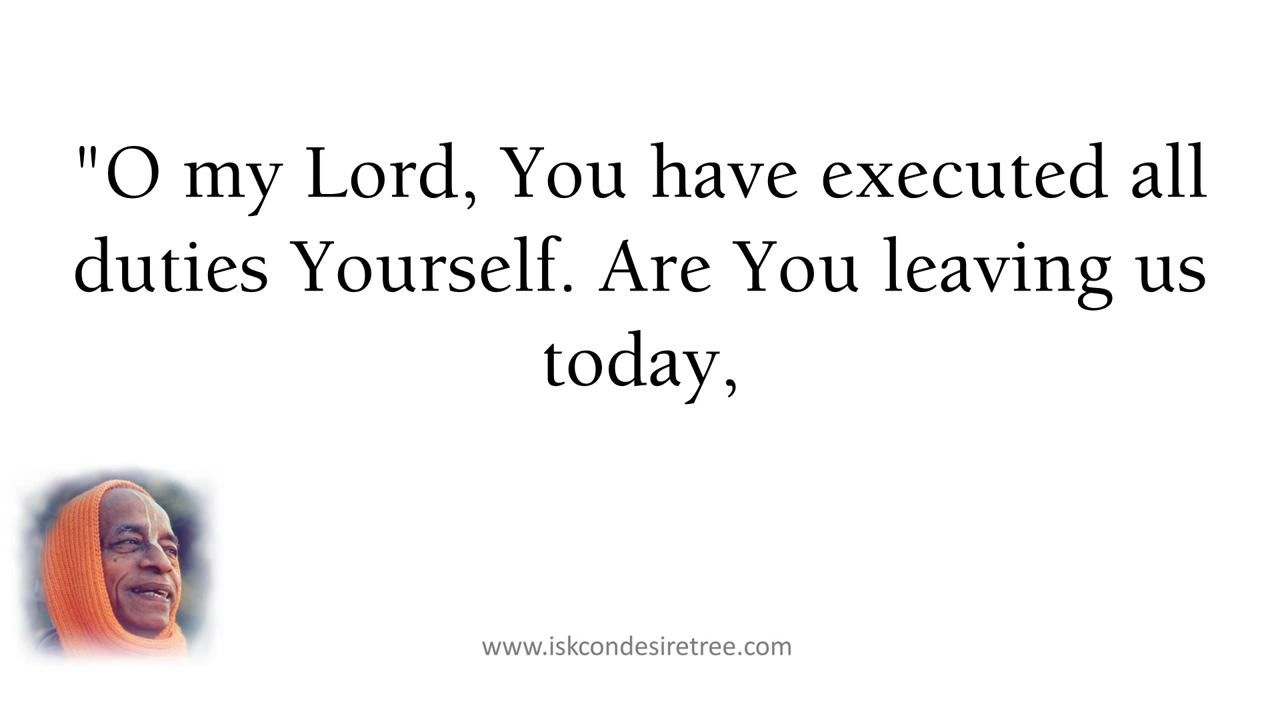 "O my Lord, You have executed all
duties Yourself. Are You leaving us
today,
www.iskcondesiretree.com